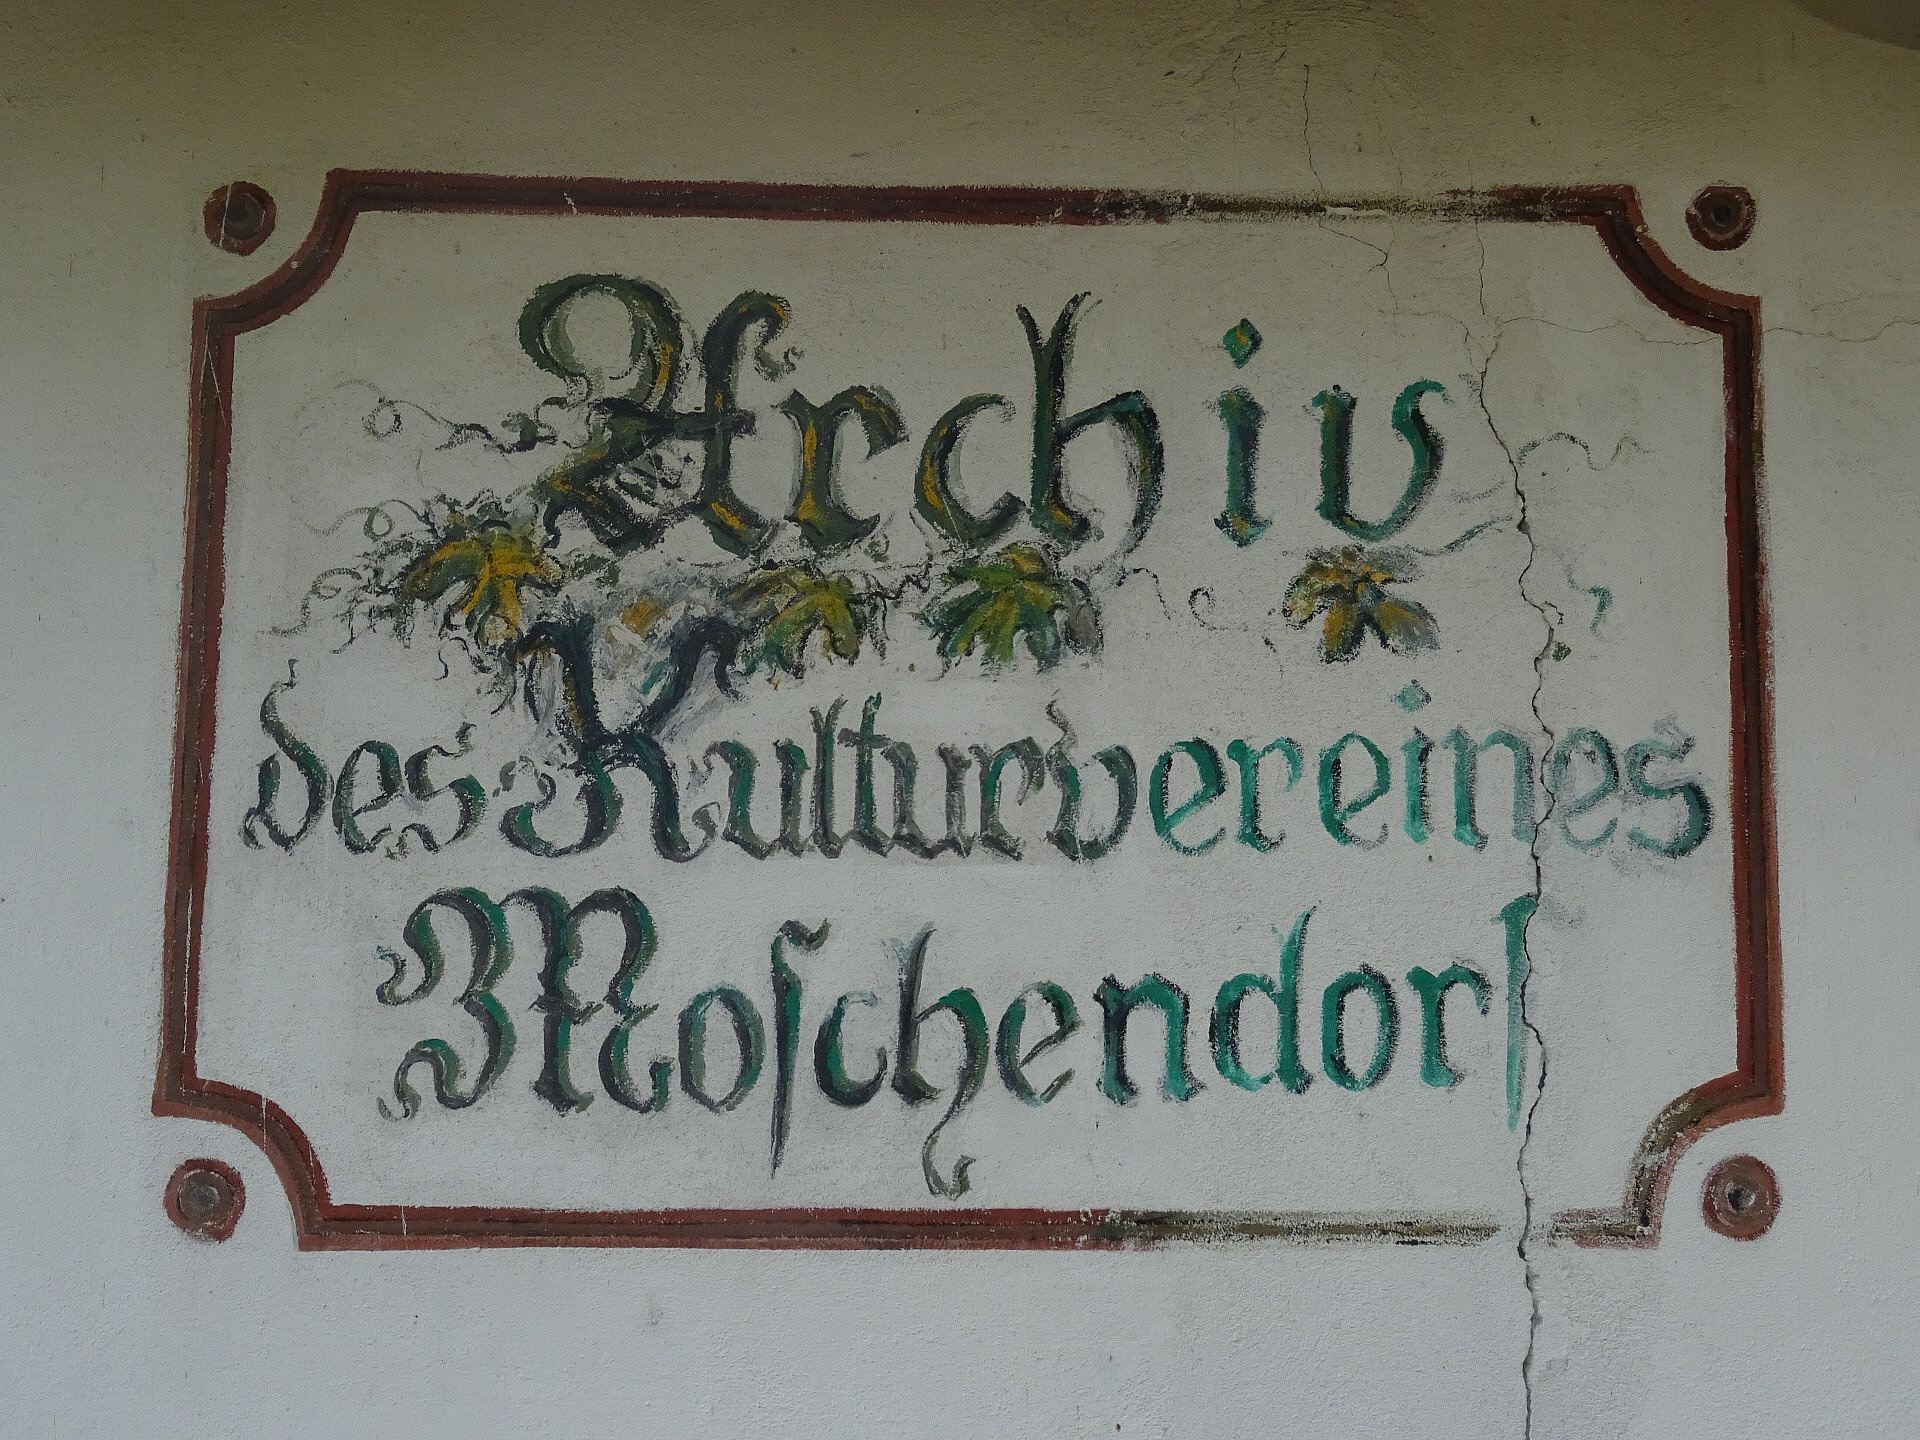 Archiv
des Kulturvereines
Moſchendorf